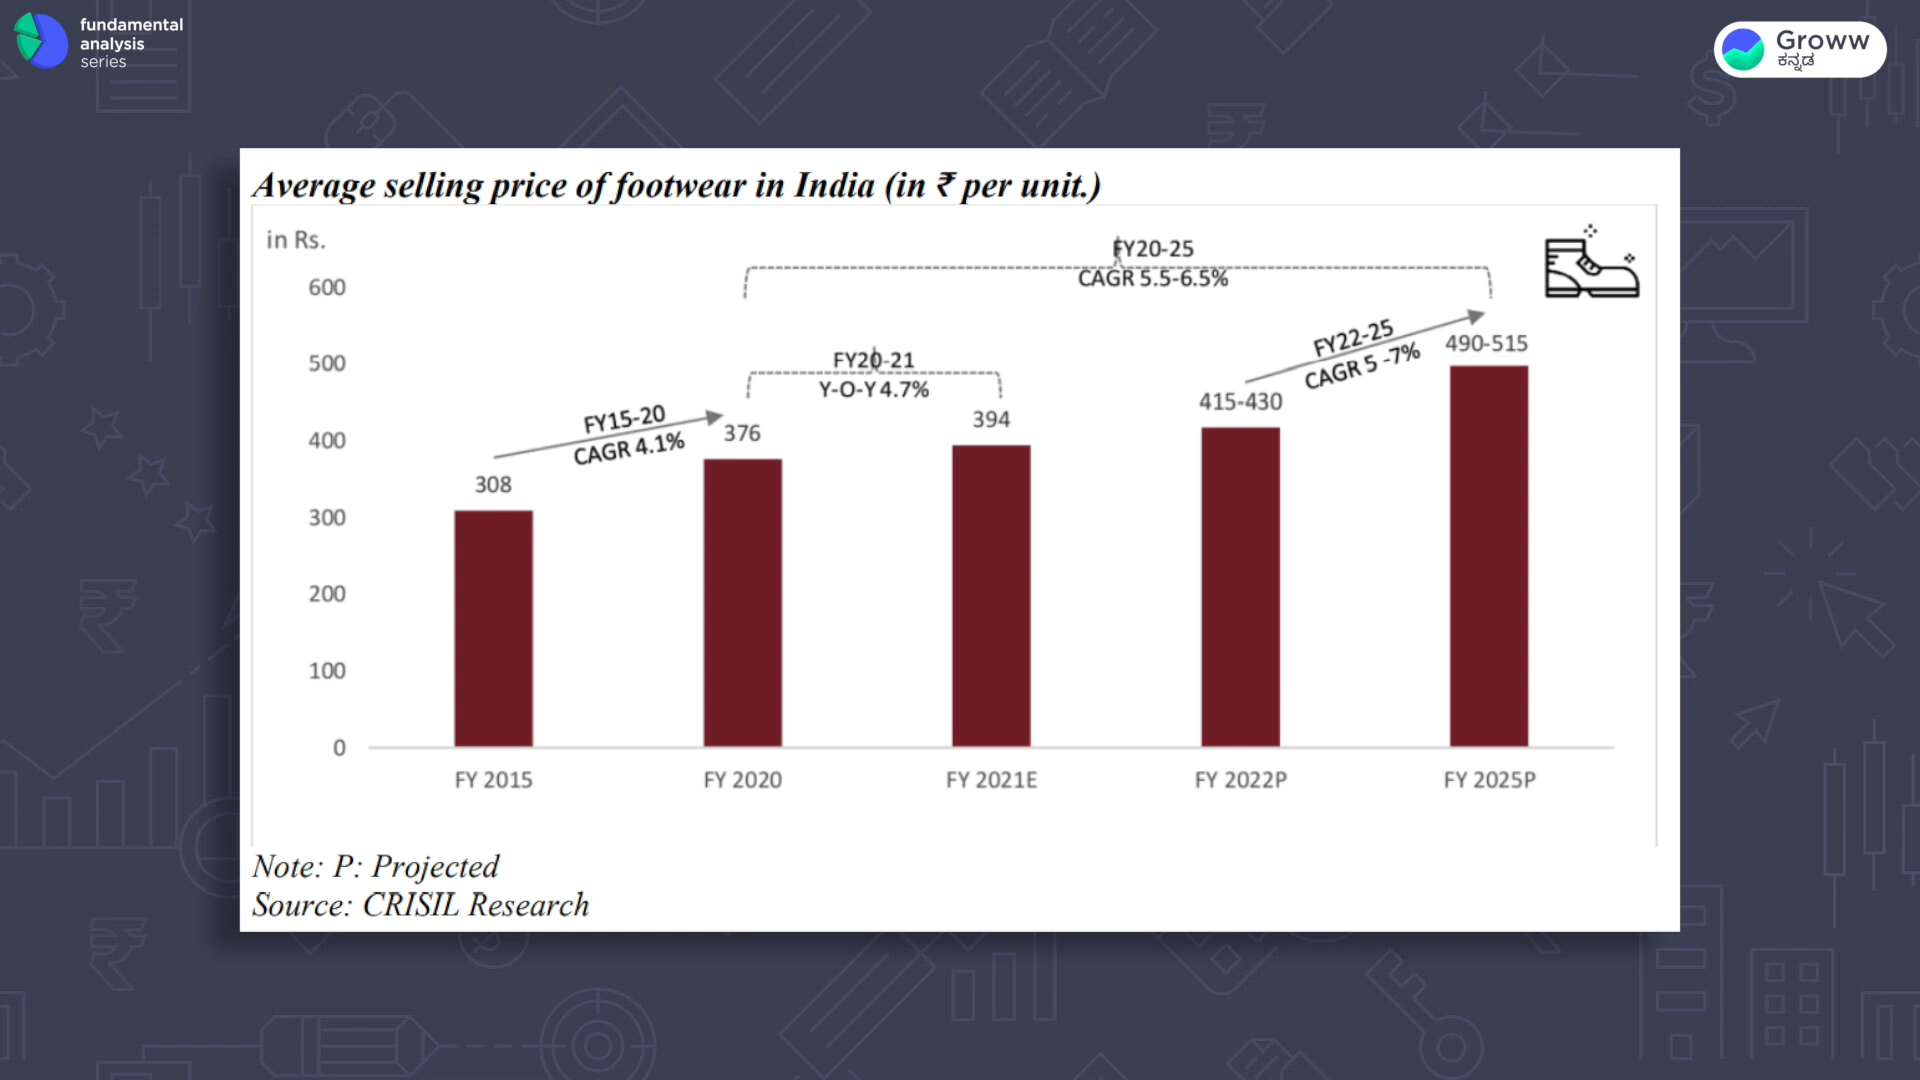 fundamental
analysis
series
Groww
ಕನ್ನಡ
Average selling price of footwear in India (in ₹ per unit.)
in Rs.
600
500
400
300
200
100
0
FY15-20
CAGR 4.1%
FY20-21
Y-O-Y 4.7%
FY20-25
CAGR 5.5-6.5%
FY22-25
CAGR 5 -7%
308
376
394
415-430
490-515
FY 2015
FY 2020
FY 2021E
FY 2022P
FY 2025P
Note: P: Projected
Source: CRISIL Research